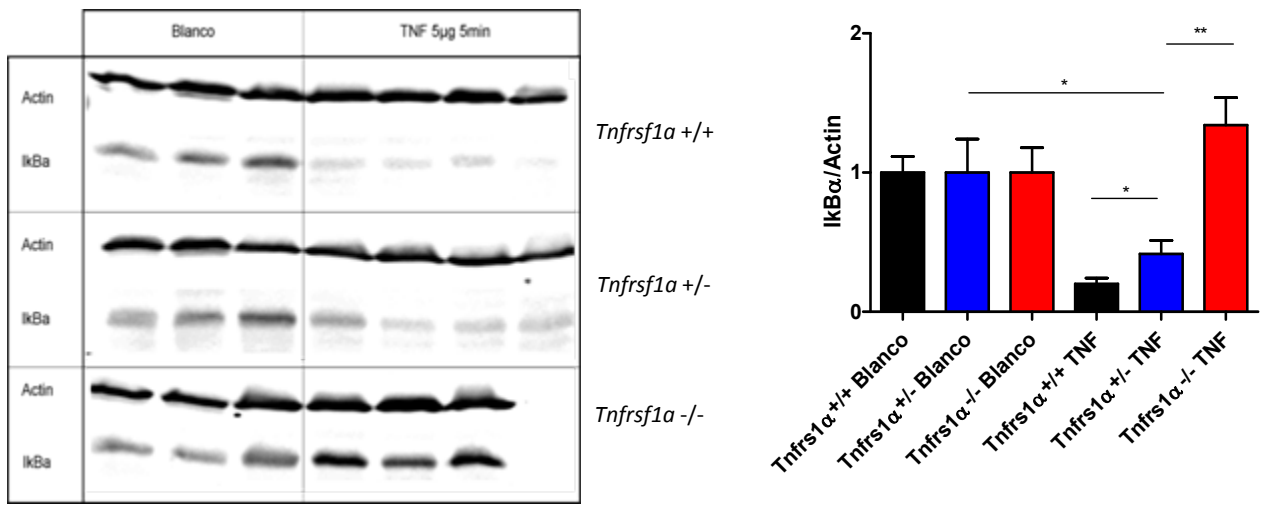 Blanco TNF 5µg 5min
Actin
IkBa
Tnfrsf1a +/+
Actin
IkBa
Tnfrsf1a +/-
Actin
IkBa
Tnfrsf1a -/-
IkBα/Actin
2
1
0
*
**
*
Tnfrs1α +/+ Blanco
Tnfrs1α +/- Blanco
Tnfrs1α -/- Blanco
Tnfrs1α +/+ TNF
Tnfrs1α +/- TNF
Tnfrs1α -/- TNF